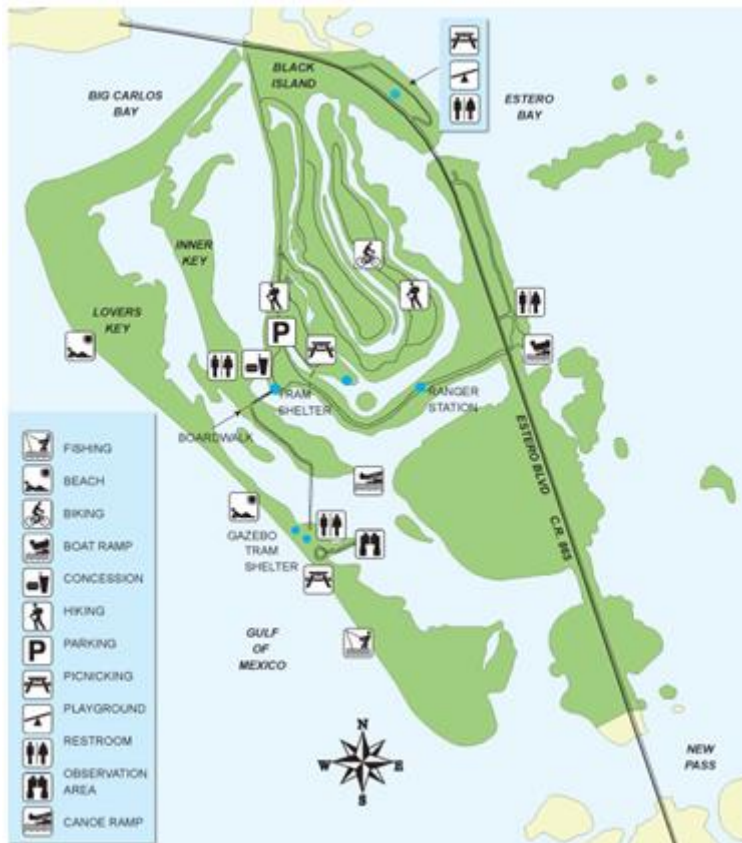 BLACK
ISLAND
BIG CARLOS
BAY
ESTERO
BAY
INNER
KEY
LOVERS
KEY
P
TRAM
SHELTER
RANGER
STATION
BOARDWALK
ESTERO BLVD
C.R. 865
GAZEBO
TRAM
SHELTER
GULF
OF
MEXICO
NEW
PASS
N
W
E
S
FISHING
BEACH
BIKING
BOAT RAMP
CONCESSION
HIKING
P
PARKING
PICNICKING
PLAYGROUND
RESTROOM
OBSERVATION
AREA
CANOE RAMP